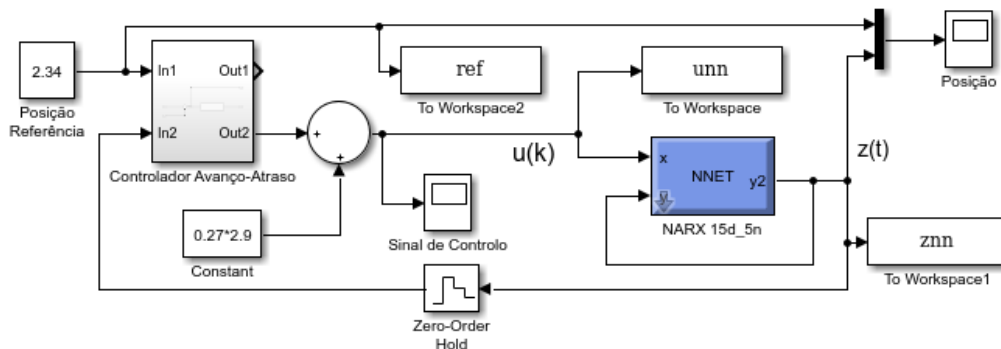 2.34
Posição
Referência
In1
In2
Out1
Out2
Controlador Avanço-Atraso
+
+
0.27*2.9
Constant
ref
To Workspace2
Sinal de Controlo
u(k)
unn
To Workspace
x
NNET
y2
NARX 15d_5n
z(t)
Posição
znn
To Workspace1
Zero-Order
Hold